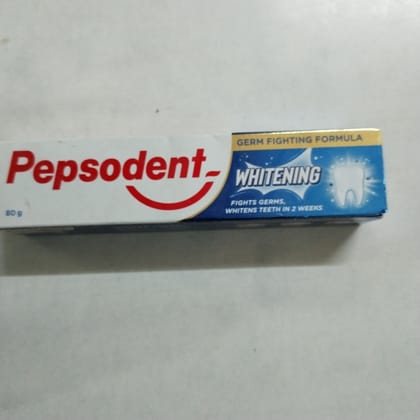 GERM FIGHTING FORMULA
Pepsodent
WHITENING
FIGHTS GERMS,
WHITENS TEETH IN 2 WEEKS
80 g